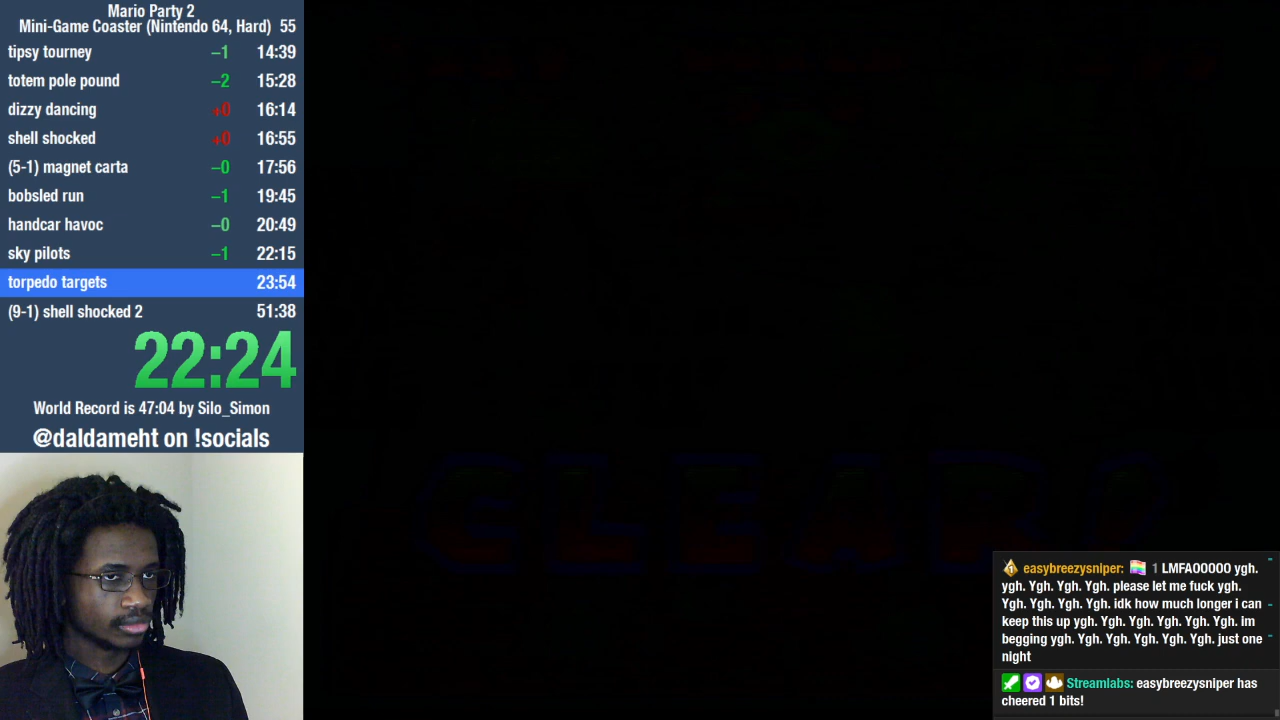 Mario Party 2
Mini-Game Coaster (Nintendo 64, Hard) 55
tipsy tourney −1 14:39
totem pole pound −2 15:28
dizzy dancing +0 16:14
shell shocked +0 16:55
(5-1) magnet carta −0 17:56
bobsled run −1 19:45
handcar havoc −0 20:49
sky pilots −1 22:15
torpedo targets 23:54
(9-1) shell shocked 2 51:38
22:24
World Record is 47:04 by Silo_Simon
@daldameht on !socials
CLEAR!
easybreezysniper: 1 LMFAOOOOO ygh.
ygh. Ygh. Ygh. Ygh. please let me fuck ygh.
Ygh. Ygh. Ygh. Ygh. idk how much longer i can
keep this up ygh. Ygh. Ygh. Ygh. Ygh. Ygh. im
begging ygh. Ygh. Ygh. Ygh. Ygh. Ygh. just one
night
Streamlabs: easybreezysniper has
cheered 1 bits!